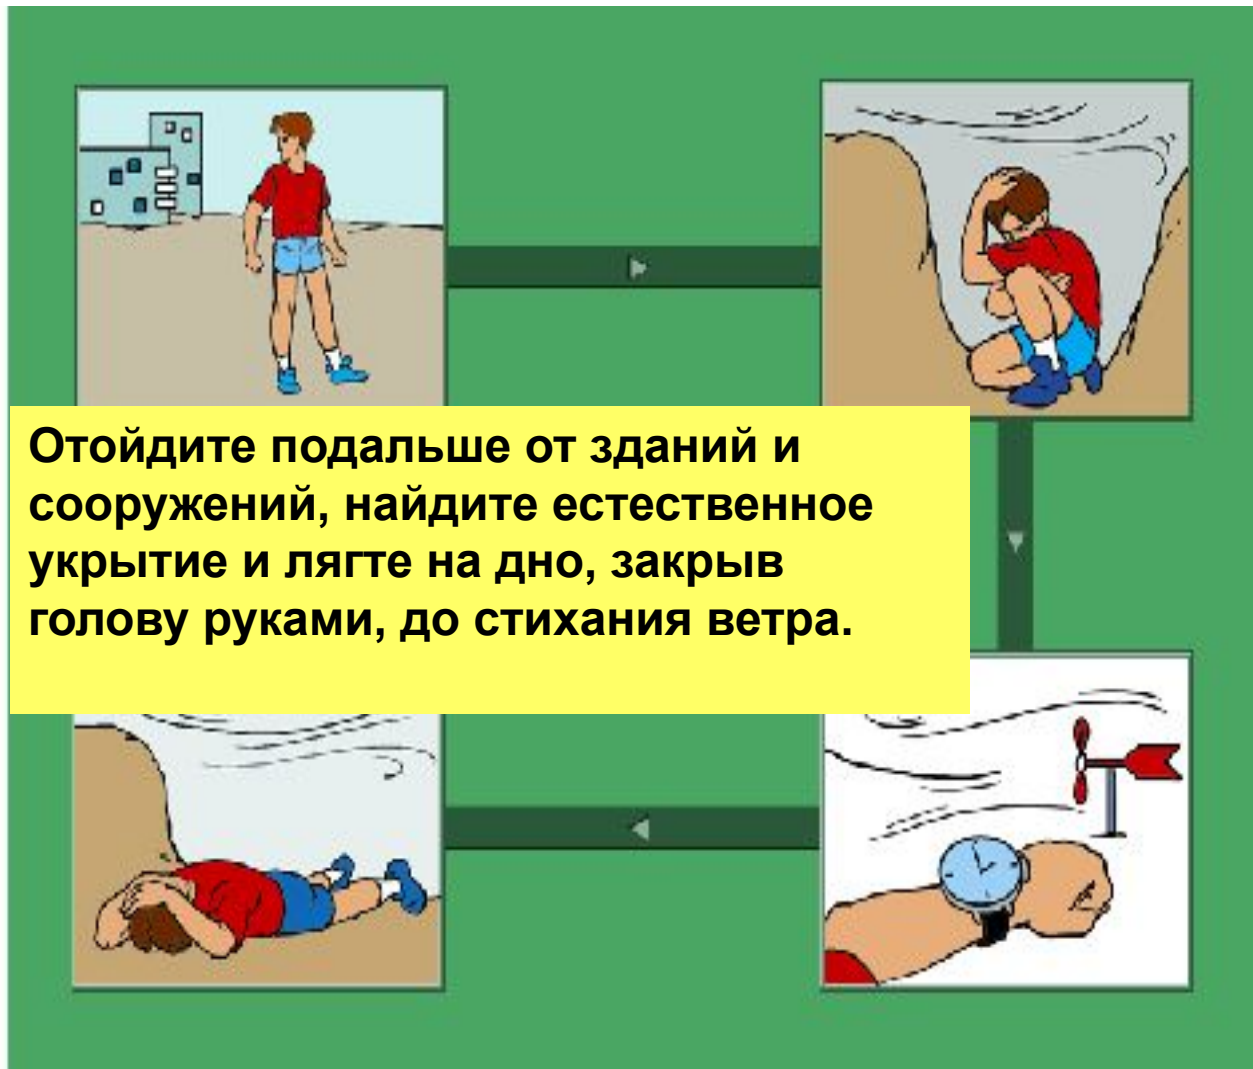 Отойдите подальше от зданий и
сооружений, найдите естественное
укрытие и лягте на дно, закрыв
голову руками, до стихания ветра.